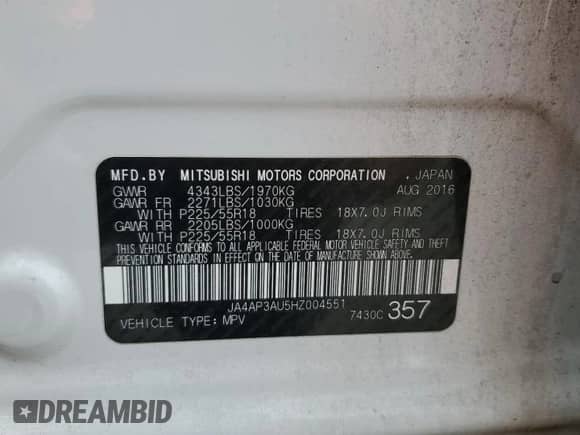 MFD.BY MITSUBISHI MOTORS CORPORATION . JAPAN
GVWR 4343LBS/1970KG AUG 2016
GAWR FR 2271LBS/1030KG
WITH P225/55R18 TIRES 18X7.0J RIMS
GAWR RR 2205LBS/1000KG
WITH P225/55R18 TIRES 18X7.0J RIMS
THIS VEHICLE CONFORMS TO ALL APPLICABLE FEDERAL MOTOR VEHICLE SAFETY AND THEFT
PREVENTION STANDARDS IN EFFECT ON THE DATE OF MANUFACTURE SHOWN ABOVE.
JA4AP3AU5HZ004551
VEHICLE TYPE: MPV 7430C 357
DREAMBID